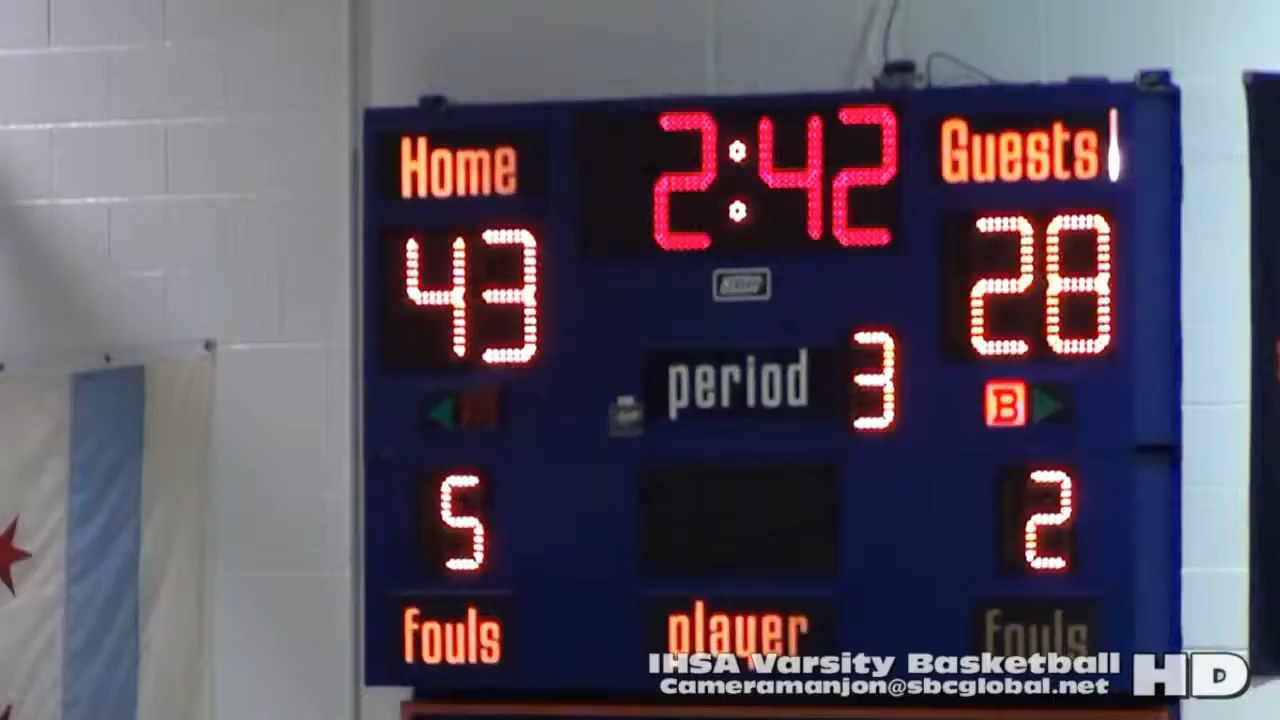 Home 2:42 Guests
43 28
period 3
B
5 2
fouls player fouls
IHSA Varsity Basketball HD
Cameramanjon@sbcglobal.net